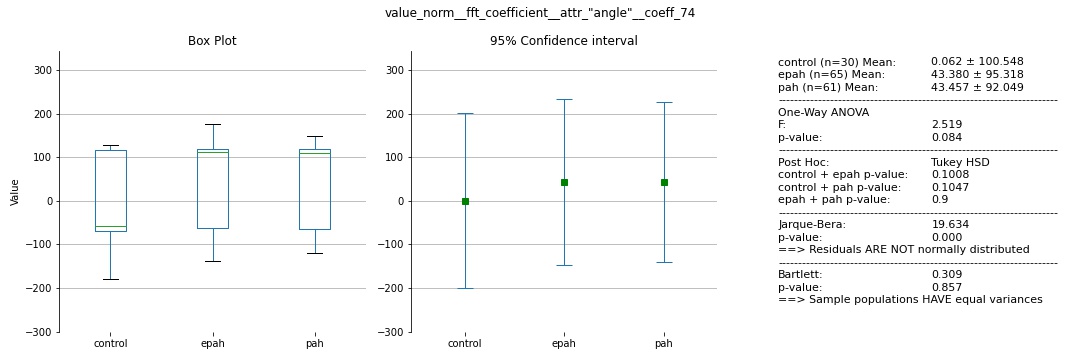 value_norm__fft_coefficient__attr_"angle"__coeff_74
Box Plot
95% Confidence interval
300
200
100
0
−100
−200
−300
Value
control
epah
pah
300
200
100
0
−100
−200
−300
control
epah
pah
control (n=30) Mean: 0.062 ± 100.548
epah (n=65) Mean: 43.380 ± 95.318
pah (n=61) Mean: 43.457 ± 92.049
One-Way ANOVA
F: 2.519
p-value: 0.084
Post Hoc: Tukey HSD
control + epah p-value: 0.1008
control + pah p-value: 0.1047
epah + pah p-value: 0.9
Jarque-Bera: 19.634
p-value: 0.000
==> Residuals ARE NOT normally distributed
Bartlett: 0.309
p-value: 0.857
==> Sample populations HAVE equal variances